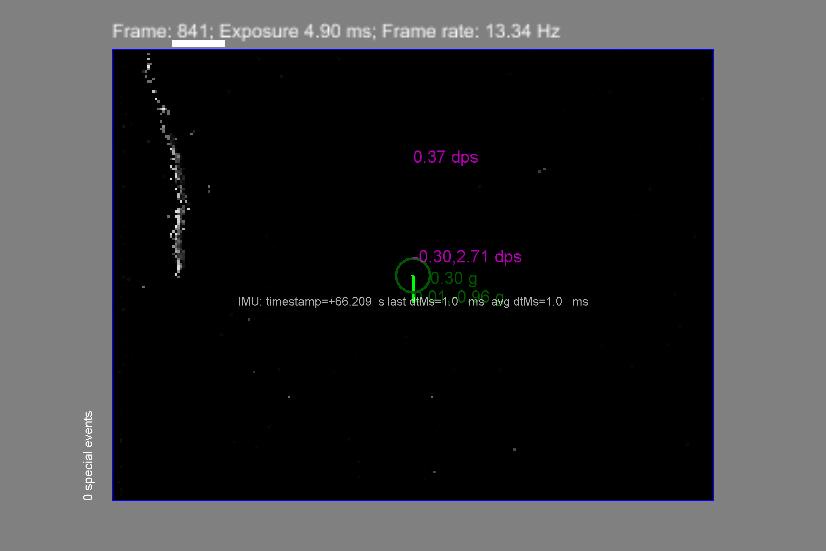 Frame: 841; Exposure 4.90 ms; Frame rate: 13.34 Hz
0.37 dps
-0.30,2.71 dps
0.30 g
0.96 g
IMU: timestamp=+66.209 s last dtMs=1.0 ms avg dtMs=1.0 ms
0 special events